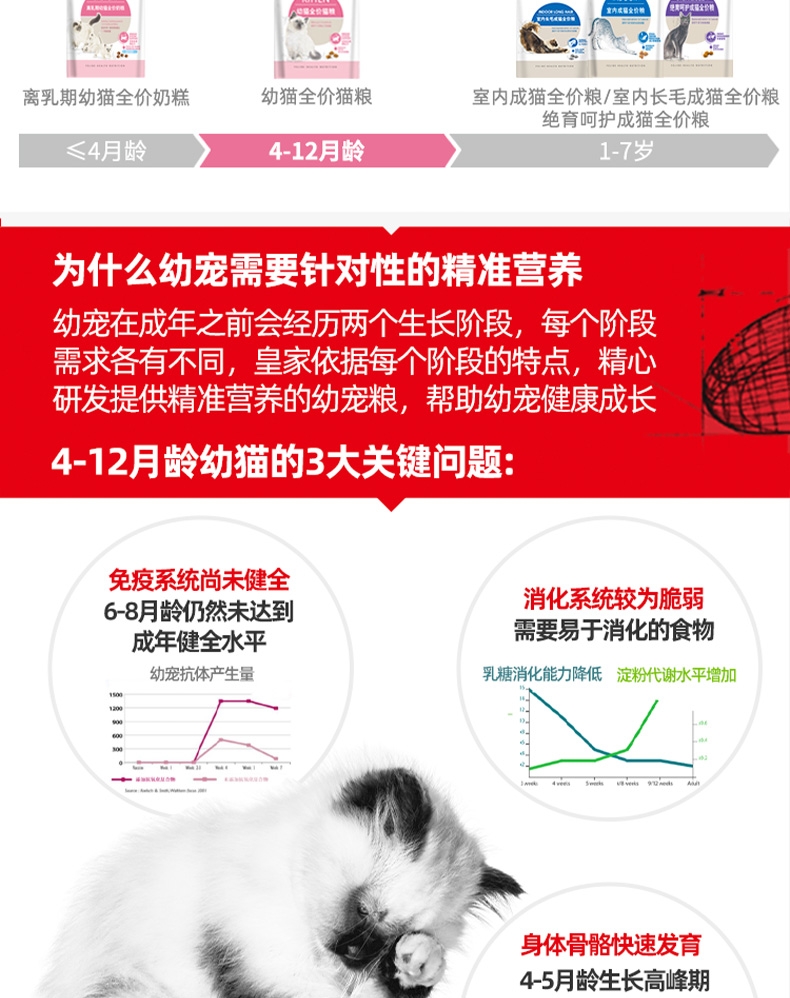 离乳期幼猫全价奶糕
幼猫全价猫粮
室内成猫全价粮/室内长毛成猫全价粮
绝育呵护成猫全价粮
≤4月龄
4-12月龄
1-7岁
为什么幼宠需要针对性的精准营养
幼宠在成年之前会经历两个生长阶段，每个阶段
需求各有不同，皇家依据每个阶段的特点，精心
研发提供精准营养的幼宠粮，帮助幼宠健康成长
4-12月龄幼猫的3大关键问题:
免疫系统尚未健全
6-8月龄仍然未达到
成年健全水平
幼宠抗体产生量
1500
1200
900
600
300
0
消化系统较为脆弱
需要易于消化的食物
乳糖消化能力降低 淀粉代谢水平增加
4 weeks
5 weeks
9/12 weeks
Adult
身体骨骼快速发育
4-5月龄生长高峰期